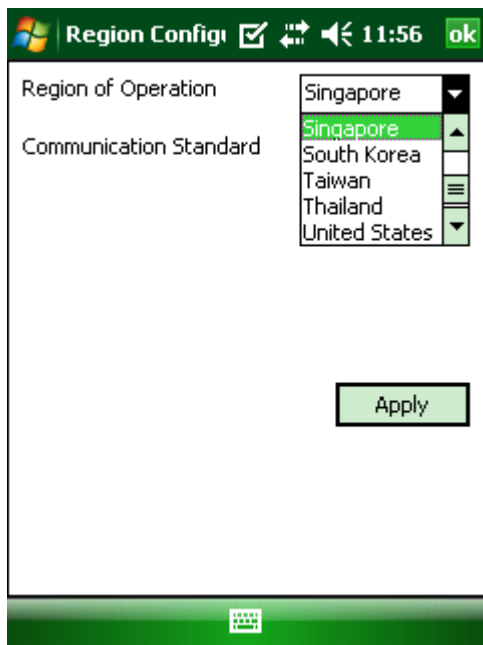 Region Configu 11:56 ok
Region of Operation Singapore
Communication Standard
Singapore
South Korea
Taiwan
Thailand
United States
Apply